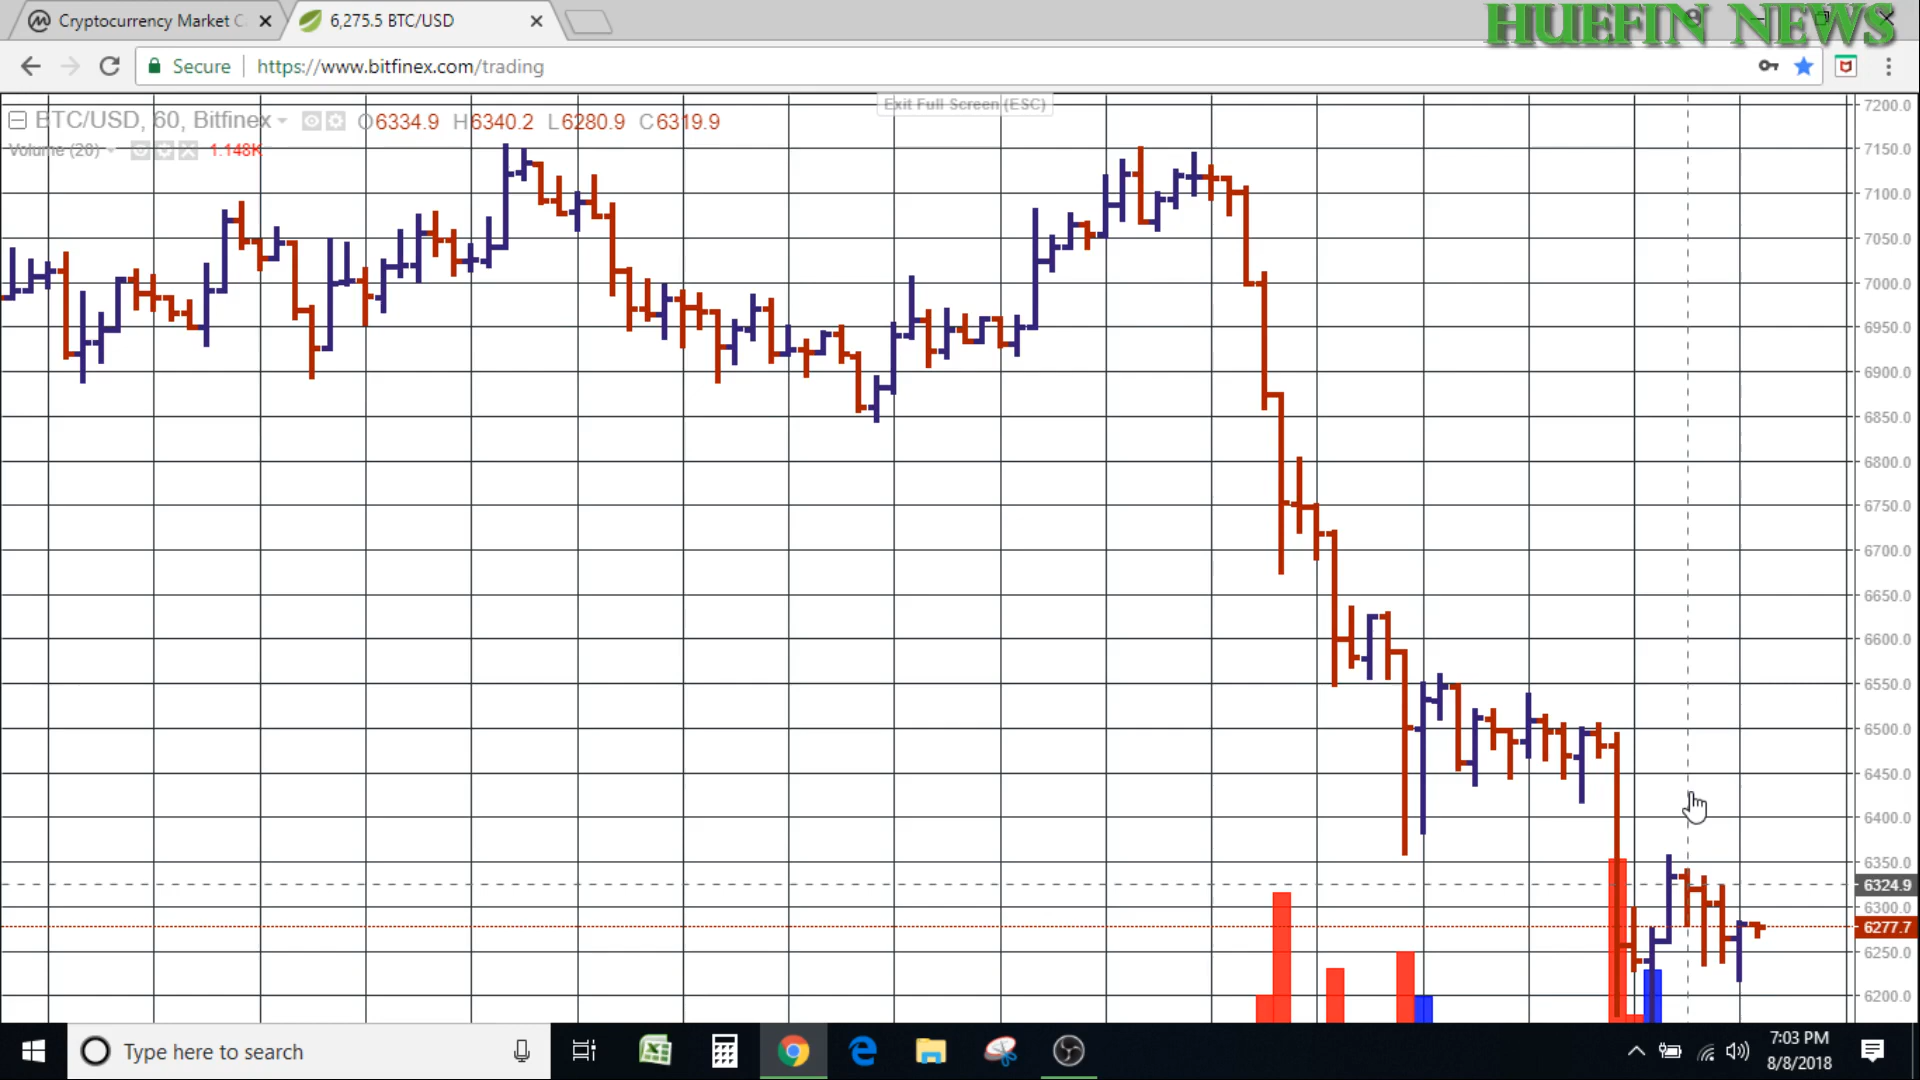 Cryptocurrency Market C
6,275.5 BTC/USD
HUEFIN NEWS
Secure
https://www.bitfinex.com/trading
Exit Full Screen (ESC)
BTC/USD, 60, Bitfinex O6334.9 H6340.2 L6280.9 C6319.9
Volume (20) 1.148K
7200.0
7150.0
7100.0
7050.0
7000.0
6950.0
6900.0
6850.0
6800.0
6750.0
6700.0
6650.0
6600.0
6550.0
6500.0
6450.0
6400.0
6350.0
6324.9
6300.0
6277.7
6250.0
6200.0
Type here to search
7:03 PM
8/8/2018